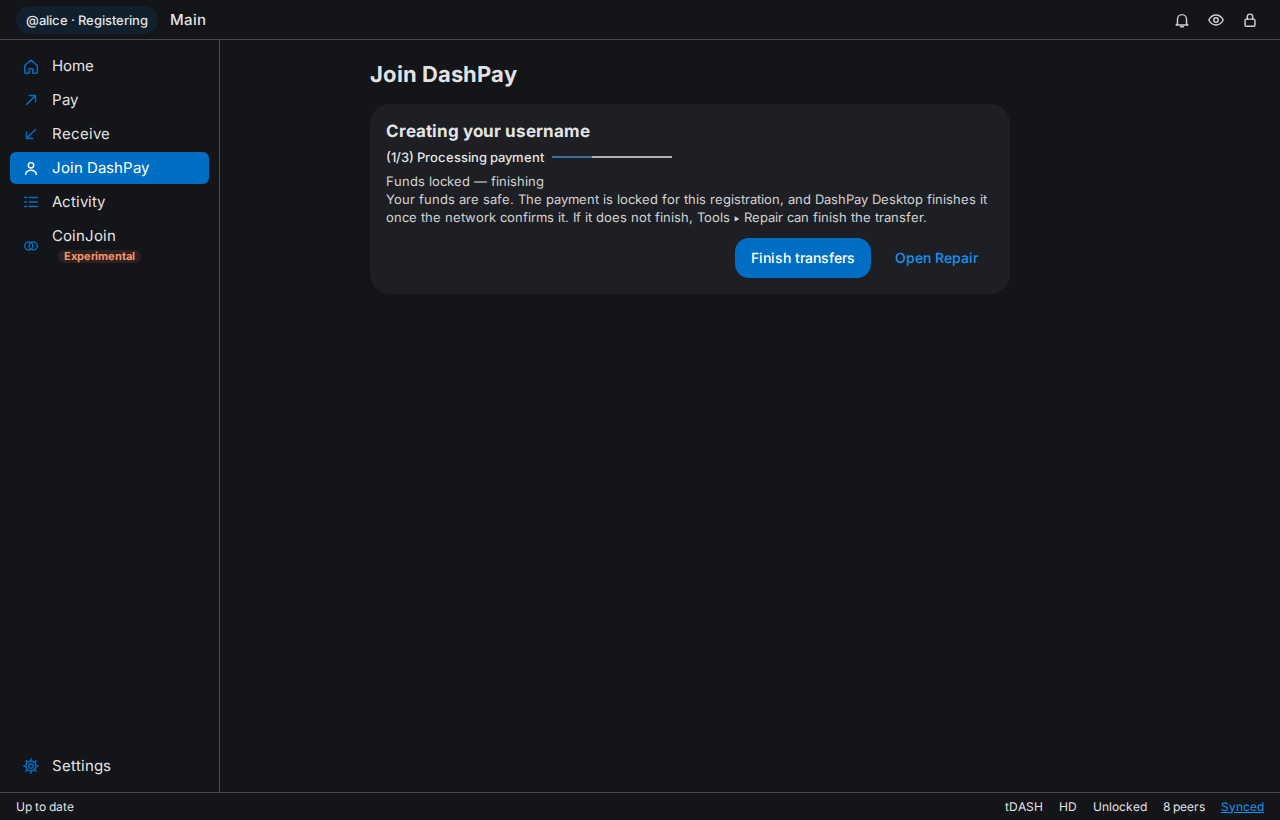 @alice · Registering
Main
Home
Pay
Receive
Join DashPay
Activity
CoinJoin
Experimental
Settings
Join DashPay
Creating your username
(1/3) Processing payment
Funds locked — finishing
Your funds are safe. The payment is locked for this registration, and DashPay Desktop finishes it
once the network confirms it. If it does not finish, Tools ▸ Repair can finish the transfer.
Finish transfers
Open Repair
Up to date
tDASH
HD
Unlocked
8 peers
Synced